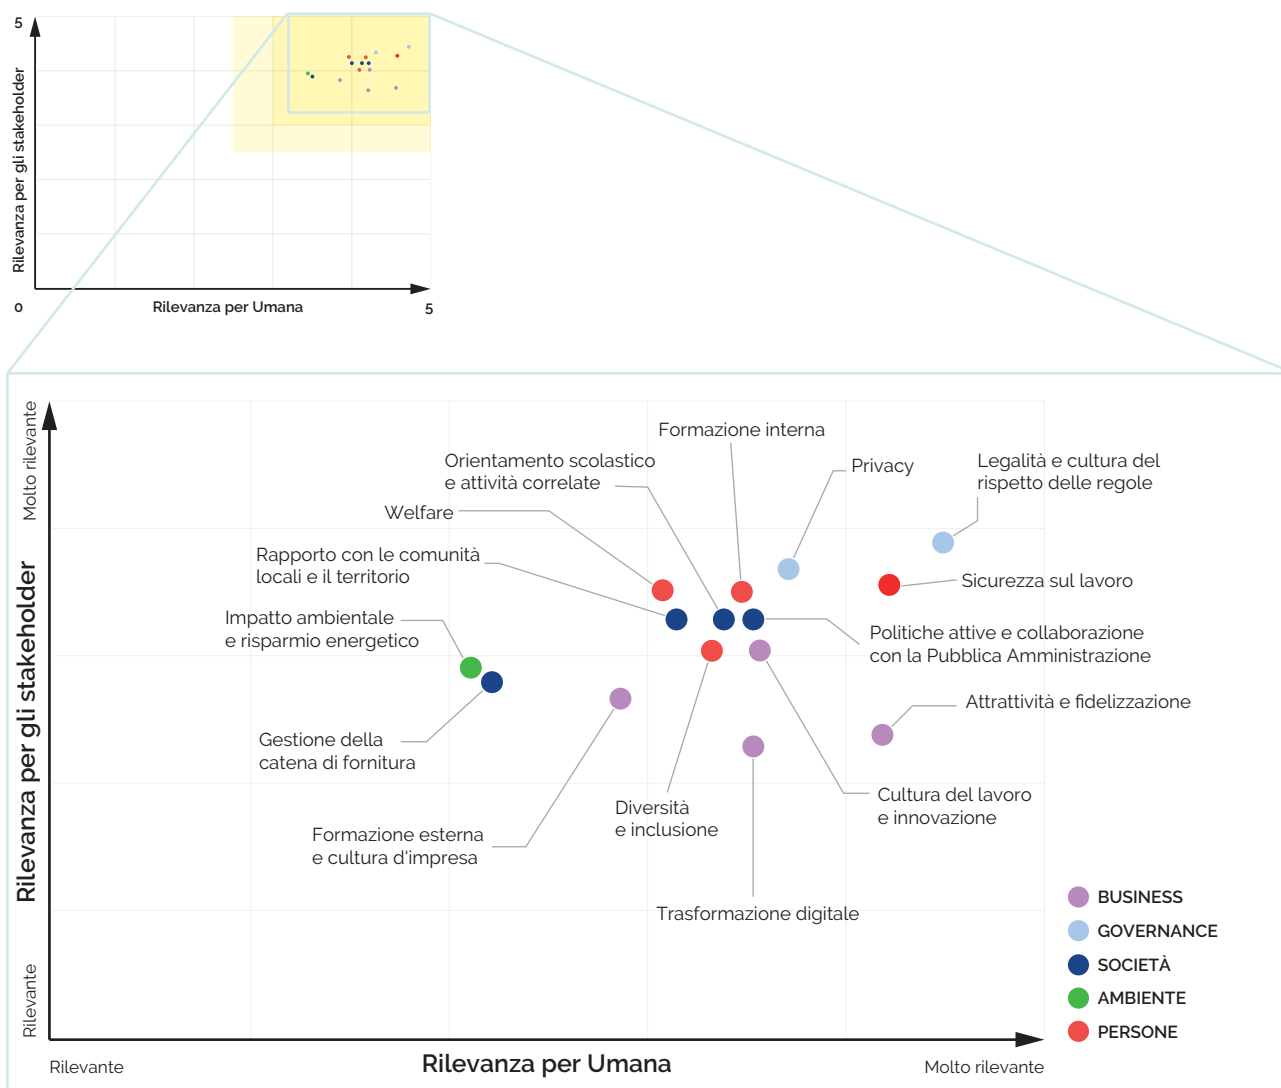 5
Rilevanza per gli stakeholder
0
Rilevanza per Umana
5
Molto rilevante
Rilevanza per gli stakeholder
Rilevante
Formazione interna
Orientamento scolastico
e attività correlate
Privacy
Legalità e cultura del
rispetto delle regole
Welfare
Rapporto con le comunità
locali e il territorio
Sicurezza sul lavoro
Impatto ambientale
e risparmio energetico
Politiche attive e collaborazione
con la Pubblica Amministrazione
Attrattività e fidelizzazione
Gestione della
catena di fornitura
Diversità
e inclusione
Cultura del lavoro
e innovazione
Formazione esterna
e cultura d'impresa
Trasformazione digitale
BUSINESS
GOVERNANCE
SOCIETÀ
AMBIENTE
PERSONE
Rilevante
Rilevanza per Umana
Molto rilevante